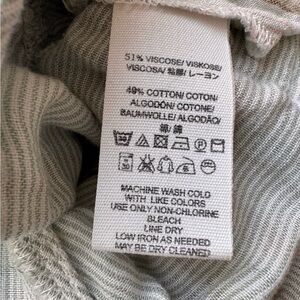 51% VISCOSE/ VISKOSE/
VISCOSA/ 粘膠/ レーヨン
49% COTTON/ COTON/
ALGODÓN/ COTONE/
BAUMWOLLE/ ALGODÃO/
綿/ 綿
MACHINE WASH COLD
WITH LIKE COLORS
USE ONLY NON-CHLORINE
BLEACH
LINE DRY
LOW IRON AS NEEDED
MAY BE DRY CLEANED